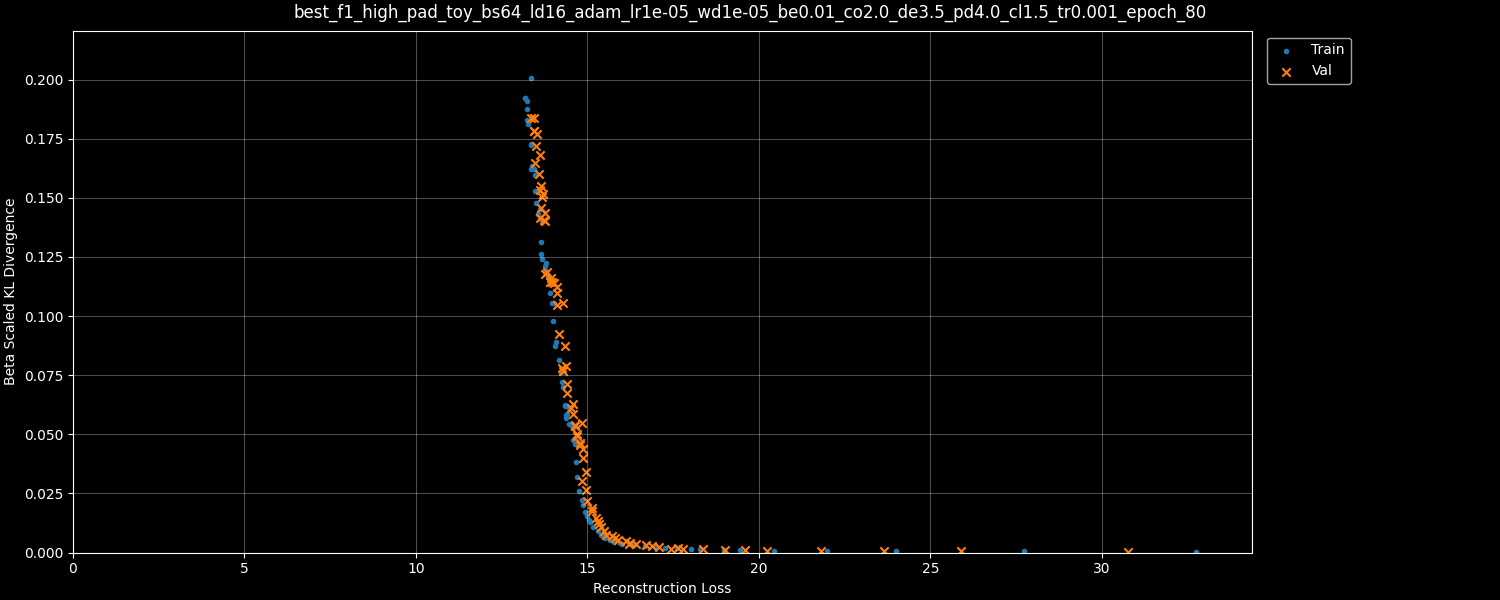 best_f1_high_pad_toy_bs64_ld16_adam_lr1e-05_wd1e-05_be0.01_co2.0_de3.5_pd4.0_cl1.5_tr0.001_epoch_80
Train
Val
0.200
0.175
0.150
0.125
0.100
0.075
0.050
0.025
0.000
Beta Scaled KL Divergence
0 5 10 15 20 25 30
Reconstruction Loss